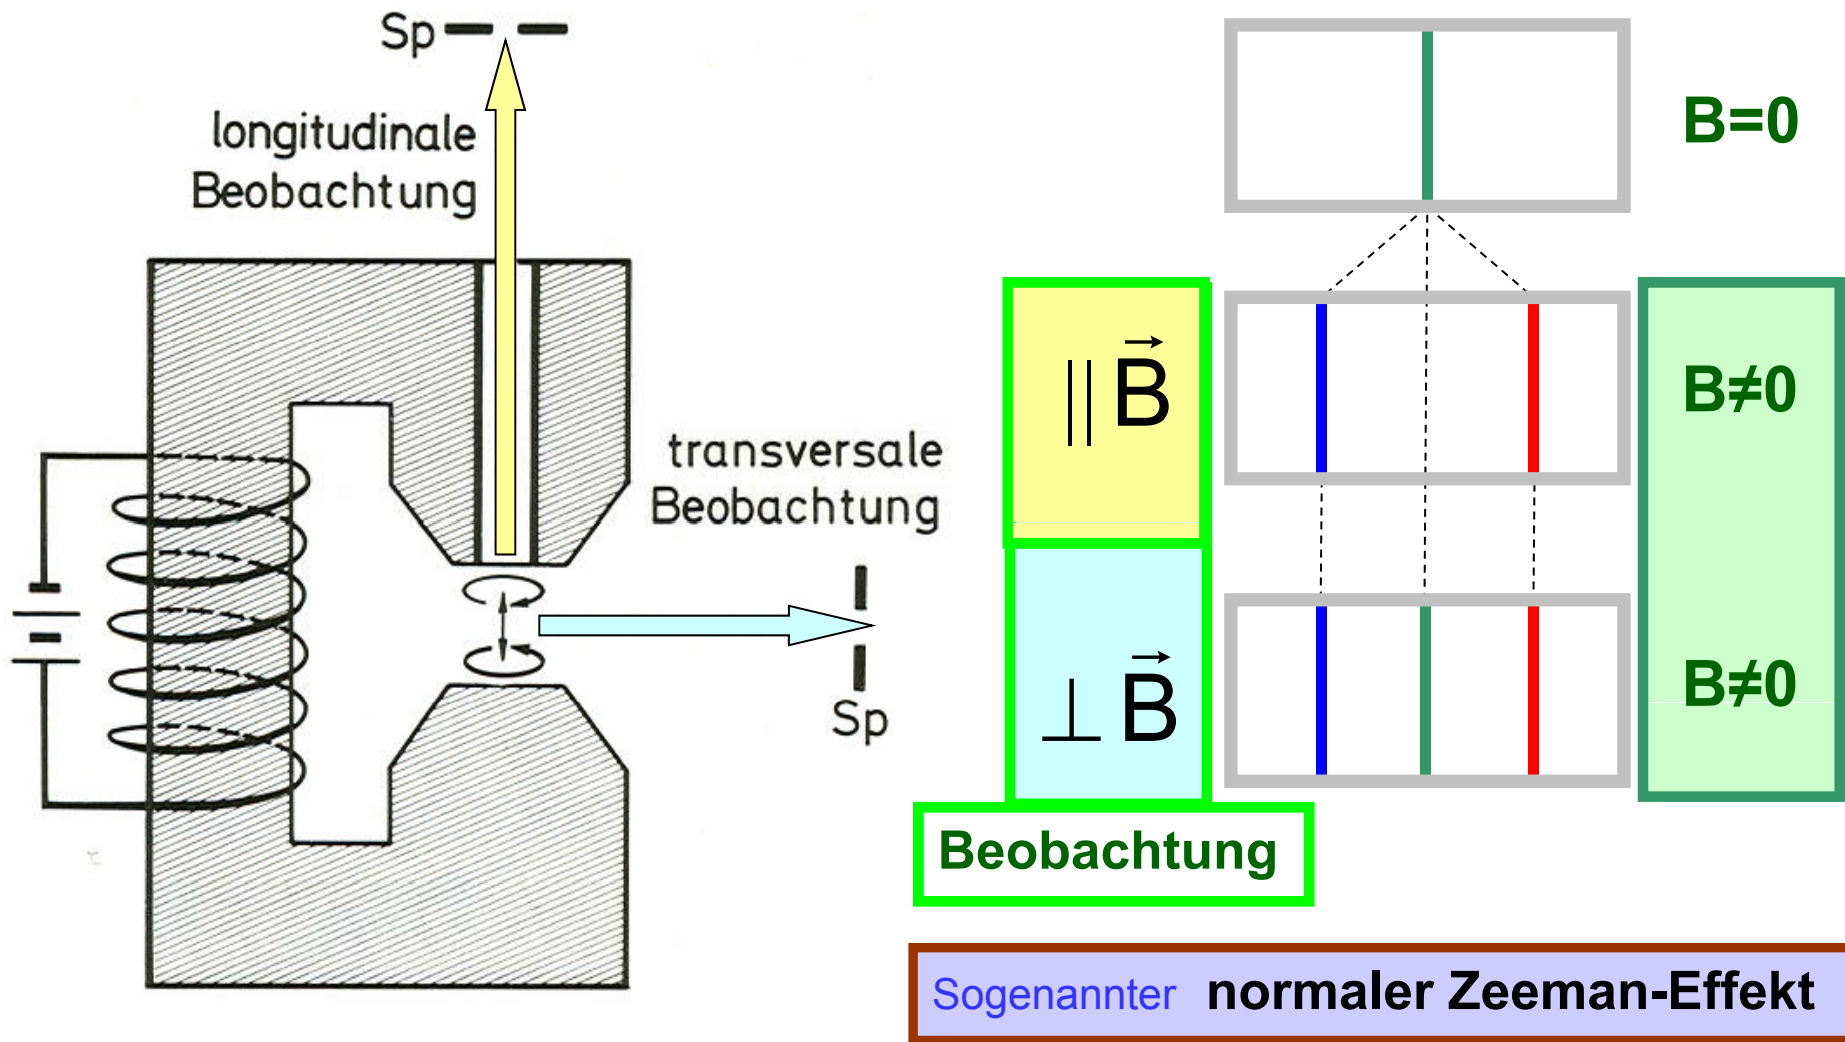 Sp
longitudinale
Beobachtung
transversale
Beobachtung
Sp
B=0
|| B⃗
B≠0
⊥ B⃗
B≠0
Beobachtung
Sogenannter normaler Zeeman-Effekt